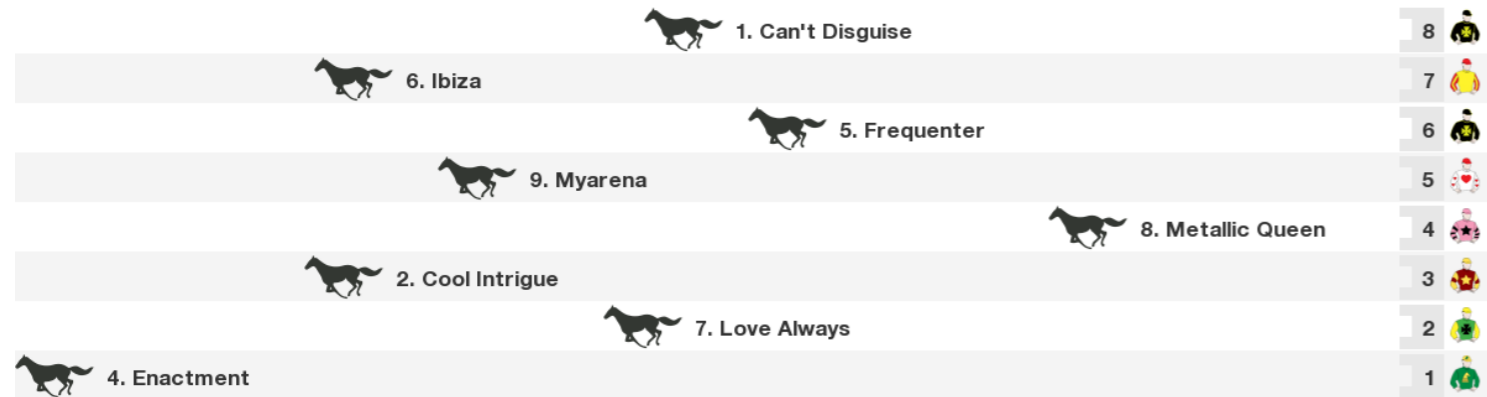 1. Can't Disguise 8
6. Ibiza 7
5. Frequenter 6
9. Myarena 5
8. Metallic Queen 4
2. Cool Intrigue 3
7. Love Always 2
4. Enactment 1